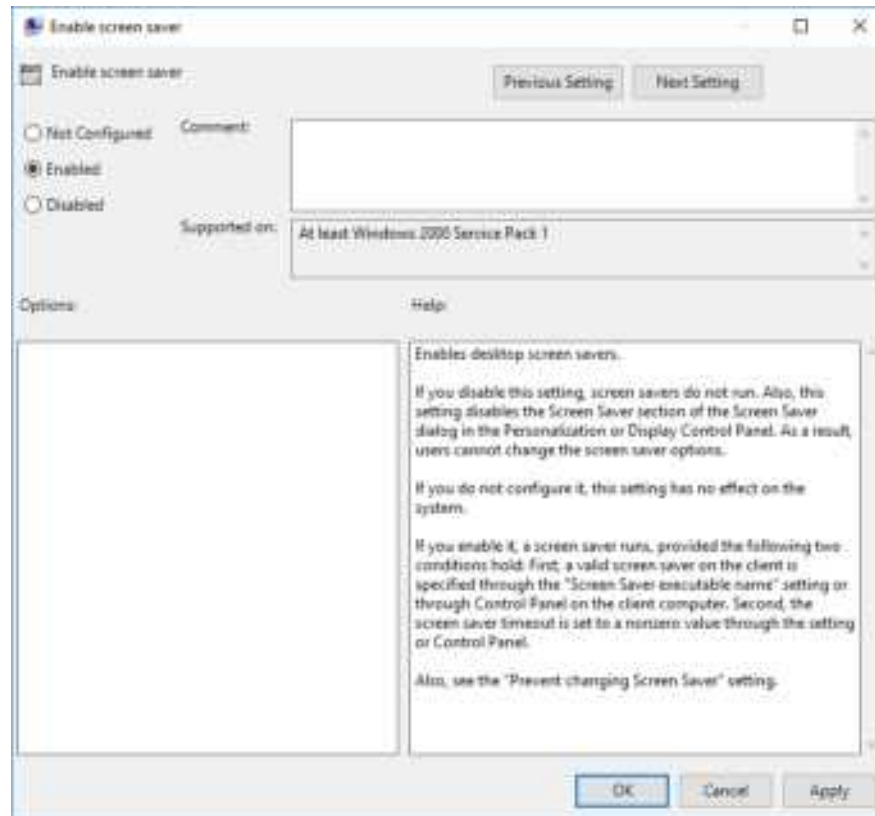 Enable screen saver
Enable screen saver
Previous Setting
Next Setting
Not Configured
Comment:
Enabled
Disabled
Supported on:
At least Windows 2000 Service Pack 1
Options:
Help:
Enables desktop screen savers.
If you disable this setting, screen savers do not run. Also, this
setting disables the Screen Saver section of the Screen Saver
dialog in the Personalization or Display Control Panel. As a result,
users cannot change the screen saver options.
If you do not configure it, this setting has no effect on the
system.
If you enable it, a screen saver runs, provided the following two
conditions hold: First, a valid screen saver on the client is
specified through the "Screen Saver executable name" setting or
through Control Panel on the client computer. Second, the
screen saver timeout is set to a nonzero value through the setting
or Control Panel.
Also, see the "Prevent changing Screen Saver" setting.
OK
Cancel
Apply